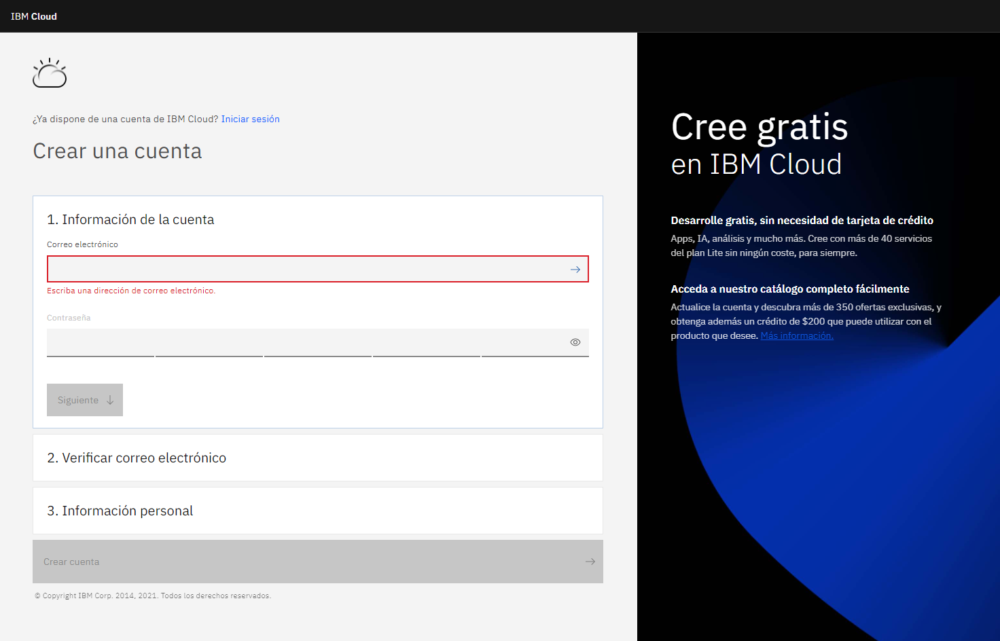 IBM Cloud
¿Ya dispone de una cuenta de IBM Cloud? Iniciar sesión
Crear una cuenta
1. Información de la cuenta
Correo electrónico
Escriba una dirección de correo electrónico.
Contraseña
Siguiente
2. Verificar correo electrónico
3. Información personal
Crear cuenta
© Copyright IBM Corp. 2014, 2021. Todos los derechos reservados.
Cree gratis
en IBM Cloud
Desarrolle gratis, sin necesidad de tarjeta de crédito
Apps, IA, análisis y mucho más. Cree con más de 40 servicios
del plan Lite sin ningún coste, para siempre.
Acceda a nuestro catálogo completo fácilmente
Actualice la cuenta y descubra más de 350 ofertas exclusivas, y
obtenga además un crédito de $200 que puede utilizar con el
producto que desee. Más información.